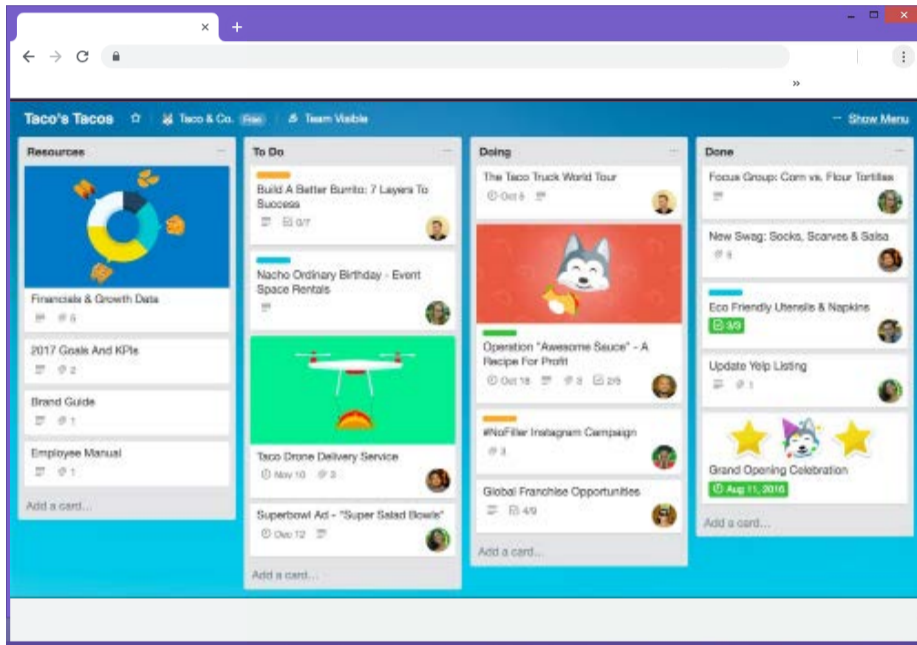 Taco's Tacos Taco & Co. Free Team Visible Show Menu
Resources
Financials & Growth Data
5
2017 Goals And KPIs
2
Brand Guide
1
Employee Manual
1
Add a card...
To Do
Build A Better Burrito: 7 Layers To
Success
0/7
Nacho Ordinary Birthday - Event
Space Rentals
Taco Drone Delivery Service
Nov 10 3
Superbowl Ad - "Super Salad Bowls"
Dec 12
Add a card...
Doing
The Taco Truck World Tour
Oct 5
Operation "Awesome Sauce" - A
Recipe For Profit
Oct 18 3
#NoFilter Instagram Campaign
3
Global Franchise Opportunities
4/9
Add a card...
Done
Focus Group: Corn vs. Flour Tortillas
New Swag: Socks, Scarves & Salsa
Eco Friendly Utensils & Napkins
3/3
Update Yelp Listing
1
Grand Opening Celebration
Aug 11, 2016
Add a card...